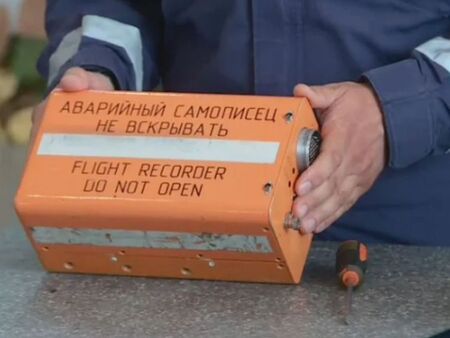 АВАРИЙНЫЙ САМОПИСЕЦ
НЕ ВСКРЫВАТЬ
FLIGHT RECORDER
DO NOT OPEN